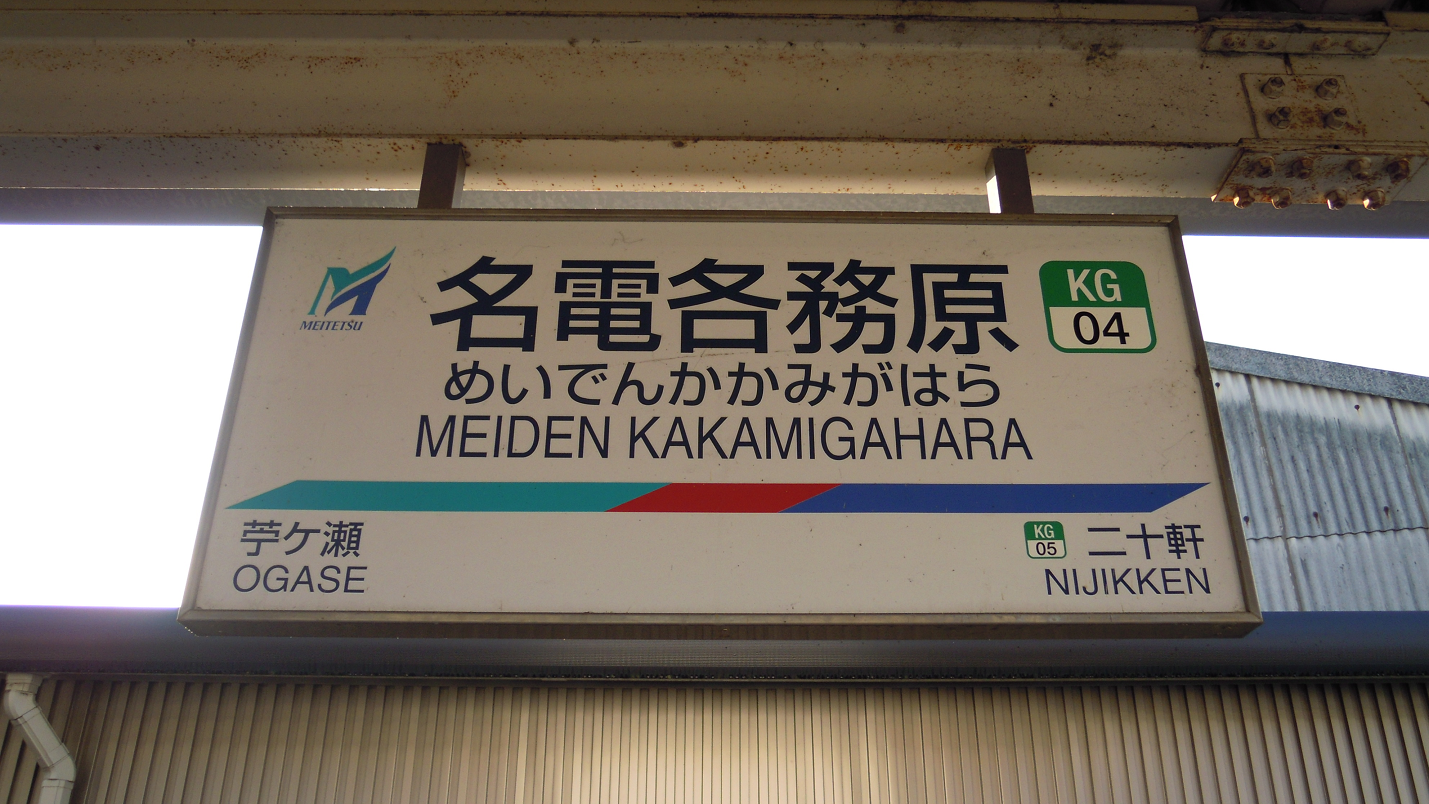 MEITETSU
名電各務原
KG
04
めいでんかかみがはら
MEIDEN KAKAMIGAHARA
苧ケ瀬
OGASE
KG
05
二十軒
NIJIKKEN